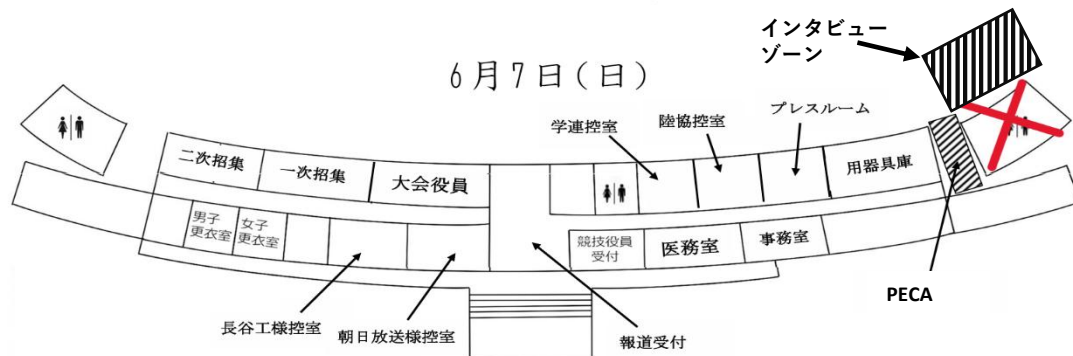 インタビュー
ゾーン
6月7日(日)
プレスルーム
陸協控室
学連控室
二次招集
一次招集
大会役員
用器具庫
男子
更衣室
女子
更衣室
競技役員
受付
医務室
事務室
PECA
長谷工様控室
朝日放送様控室
報道受付